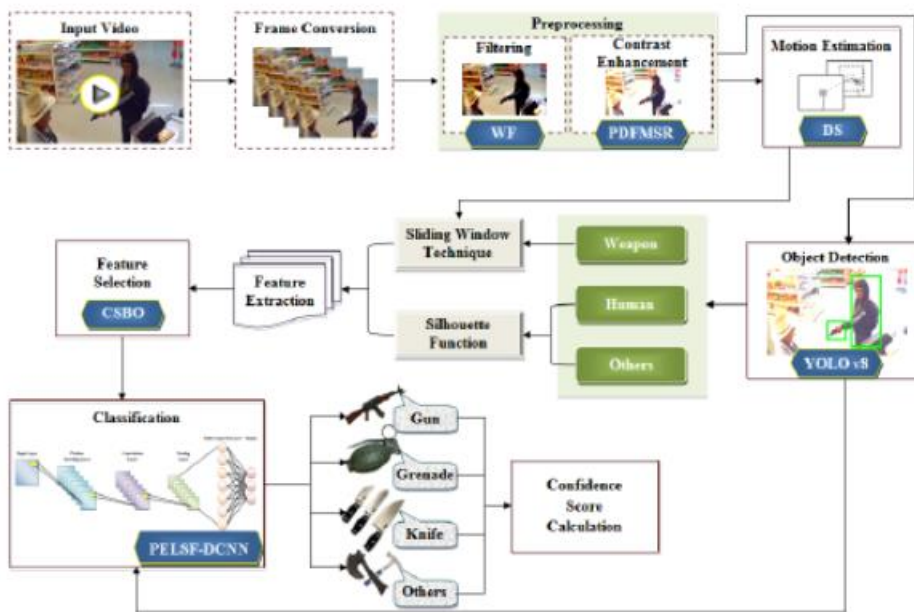 Input Video
Frame Conversion
Preprocessing
Filtering
WF
Contrast
Enhancement
PDFMSR
Motion Estimation
DS
Sliding Window
Technique
Weapon
Object Detection
YOLO v8
Feature
Selection
CSBO
Feature
Extraction
Silhouette
Function
Human
Others
Classification
PELSF-DCNN
Gun
Grenade
Knife
Others
Confidence
Score
Calculation